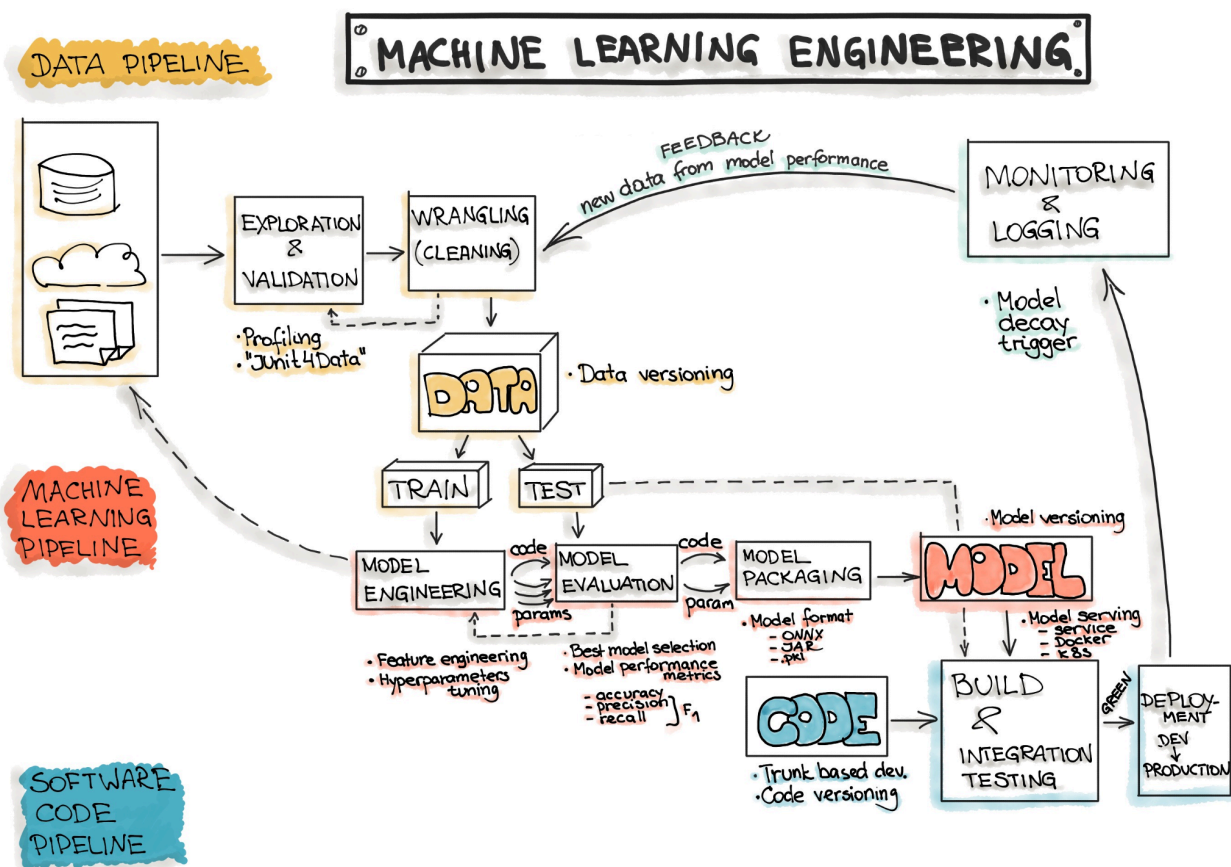 DATA PIPELINE
MACHINE LEARNING ENGINEERING
FEEDBACK
new data from model performance
MONITORING
&
LOGGING
· Model
decay
trigger
EXPLORATION
&
VALIDATION
· Profiling
· "JUnit4Data"
WRANGLING
(CLEANING)
DATA
· Data versioning
TRAIN
TEST
MACHINE
LEARNING
PIPELINE
MODEL
ENGINEERING
code
params
· Feature engineering
· Hyperparameters
tuning
MODEL
EVALUATION
code
param
· Best model selection
· Model performance
metrics
- accuracy
- precision
- recall
F1
MODEL
PACKAGING
· Model format
- ONNX
- JAR
- .pkl
· Model versioning
MODEL
· Model serving
- service
- Docker
- K8S
SOFTWARE
CODE
PIPELINE
CODE
· Trunk based dev.
· Code versioning
BUILD
&
INTEGRATION
TESTING
GREEN
DEPLOY-
MENT
DEV
PRODUCTION